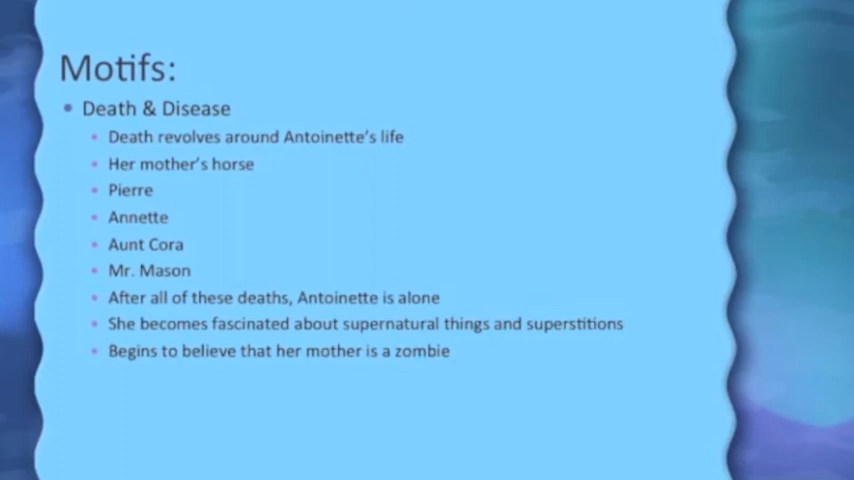 Motifs:
• Death & Disease
• Death revolves around Antoinette's life
• Her mother's horse
• Pierre
• Annette
• Aunt Cora
• Mr. Mason
• After all of these deaths, Antoinette is alone
• She becomes fascinated about supernatural things and superstitions
• Begins to believe that her mother is a zombie